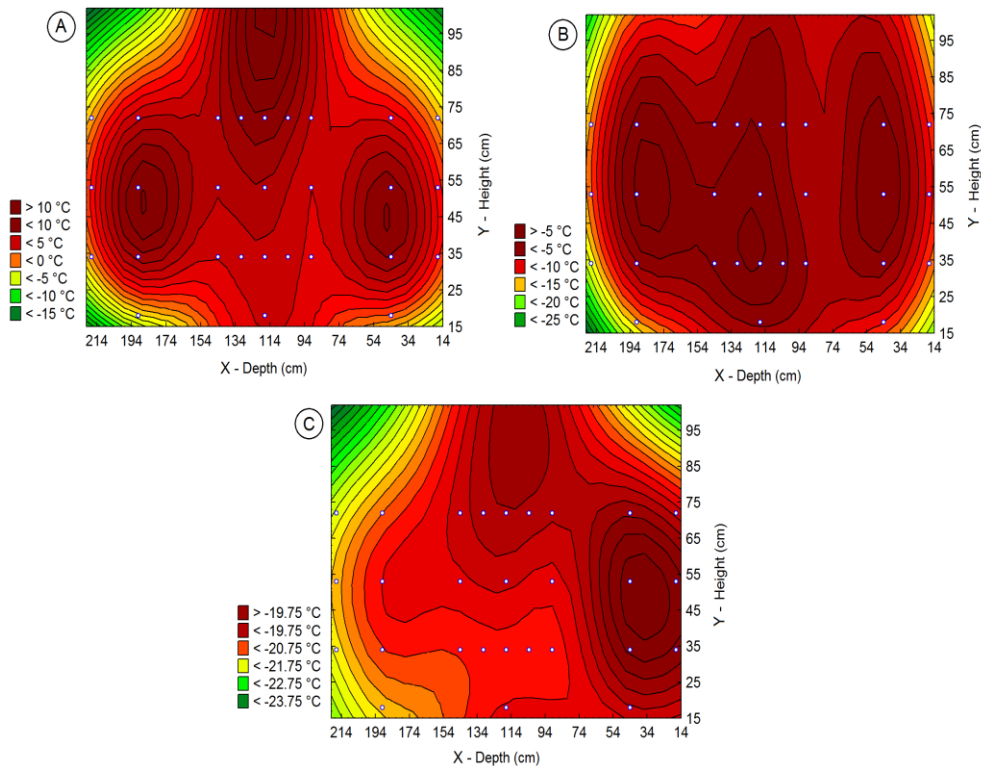 A
95
85
75
65
55
45
35
25
15
Y - Height (cm)
> 10 °C
< 10 °C
< 5 °C
< 0 °C
< -5 °C
< -10 °C
< -15 °C
214 194 174 154 134 114 94 74 54 34 14
X - Depth (cm)
B
95
85
75
65
55
45
35
25
15
Y - Height (cm)
> -5 °C
< -5 °C
< -10 °C
< -15 °C
< -20 °C
< -25 °C
214 194 174 154 134 114 94 74 54 34 14
X - Depth (cm)
C
95
85
75
65
55
45
35
25
15
Y - Height (cm)
> -19.75 °C
< -19.75 °C
< -20.75 °C
< -21.75 °C
< -22.75 °C
< -23.75 °C
214 194 174 154 134 114 94 74 54 34 14
X - Depth (cm)